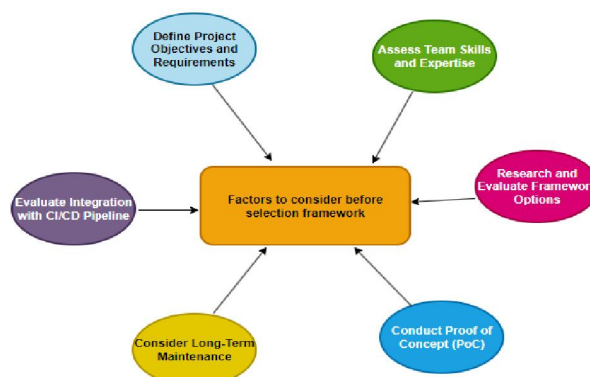 Define Project
Objectives and
Requirements
Assess Team Skills
and Expertise
Evaluate Integration
with CI/CD Pipeline
Factors to consider before
selection framework
Research and
Evaluate Framework
Options
Consider Long-Term
Maintenance
Conduct Proof of
Concept (PoC)